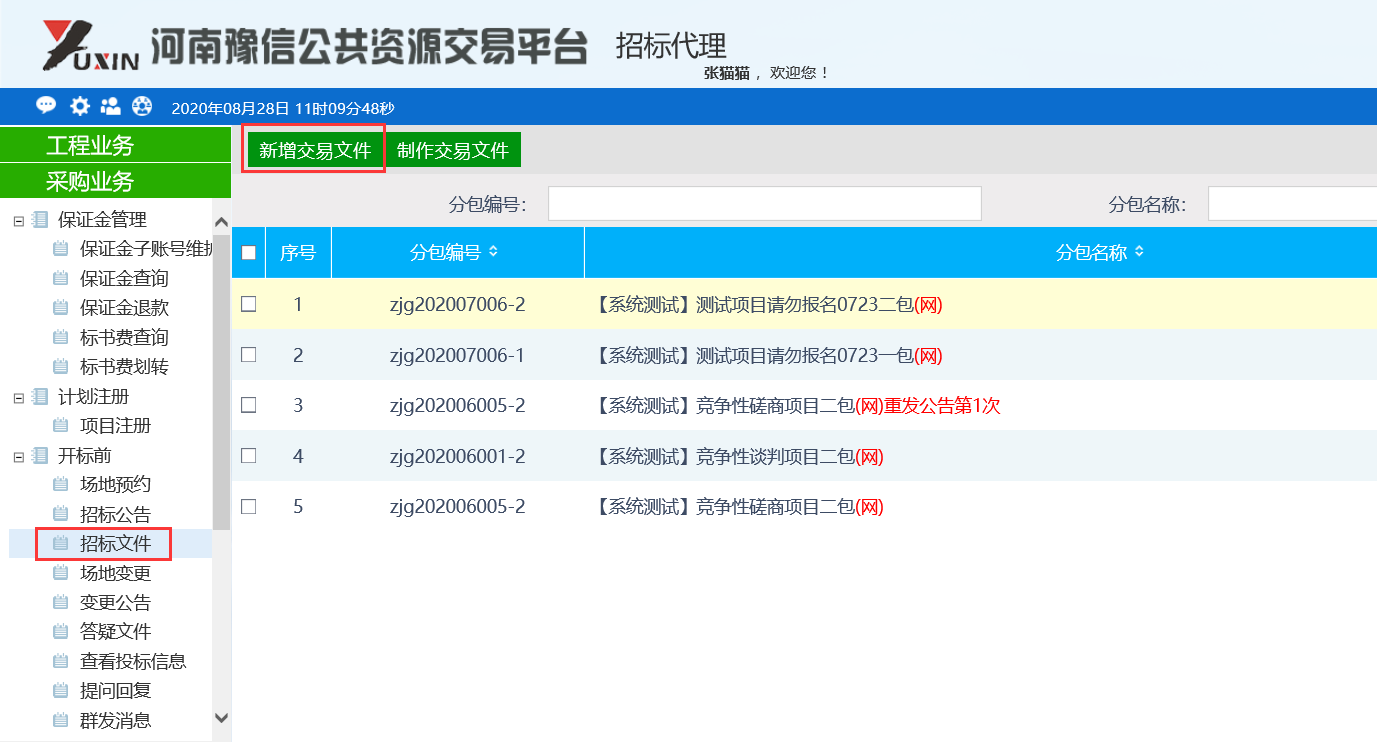 YUXIN 河南豫信公共资源交易平台 招标代理
张猫猫 ， 欢迎您！
2020年08月28日 11时09分48秒
工程业务
采购业务
保证金管理
保证金子账号维护
保证金查询
保证金退款
标书费查询
标书费划转
计划注册
项目注册
开标前
场地预约
招标公告
招标文件
场地变更
变更公告
答疑文件
查看投标信息
提问回复
群发消息
新增交易文件 制作交易文件
分包编号： 分包名称：
序号 分包编号 分包名称
1 zjg202007006-2 【系统测试】测试项目请勿报名0723二包(网)
2 zjg202007006-1 【系统测试】测试项目请勿报名0723一包(网)
3 zjg202006005-2 【系统测试】竞争性磋商项目二包(网)重发公告第1次
4 zjg202006001-2 【系统测试】竞争性谈判项目二包(网)
5 zjg202006005-2 【系统测试】竞争性磋商项目二包(网)